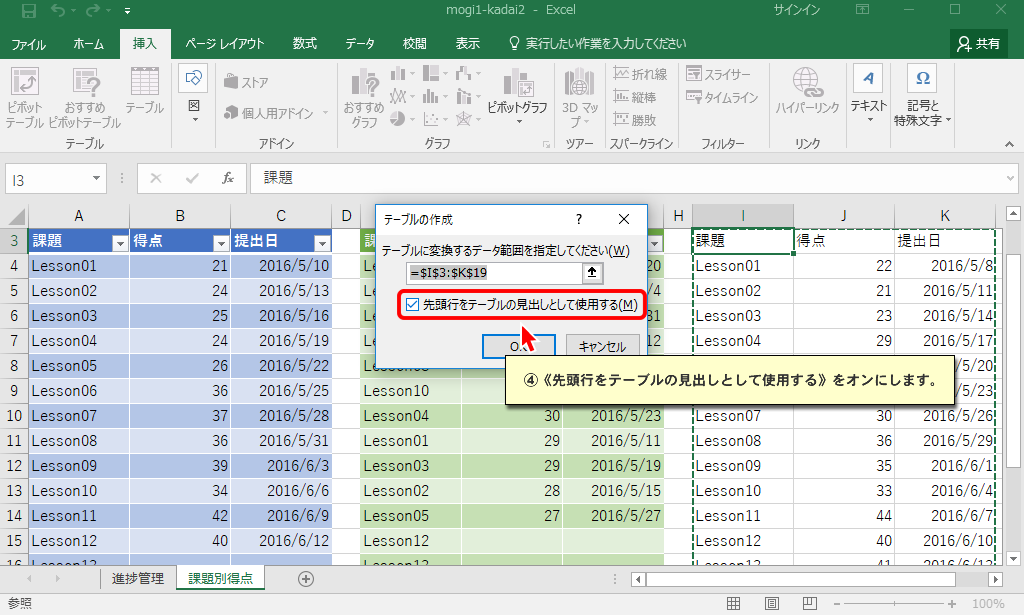 mogi1-kadai2 - Excel
サインイン
ファイル ホーム 挿入 ページ レイアウト 数式 データ 校閲 表示 実行したい作業を入力してください 共有
ピボット
テーブル
おすすめ
ピボットテーブル
テーブル
図
ストア
個人用アドイン
おすすめ
グラフ
ピボットグラフ
3D マッ
プ
折れ線
縦棒
勝敗
スライサー
タイムライン
ハイパーリンク
テキスト
記号と
特殊文字
テーブル アドイン グラフ ツアー スパークライン フィルター リンク
I3 fx 課題
A B C D H I J K
テーブルの作成 ? ×
テーブルに変換するデータ範囲を指定してください(W)
=$I$3:$K$19
先頭行をテーブルの見出しとして使用する(M)
キャンセル
④《先頭行をテーブルの見出しとして使用する》をオンにします。
3 課題 得点 提出日 課題 得点 提出日
4 Lesson01 21 2016/5/10 Le 20 Lesson01 22 2016/5/8
5 Lesson02 24 2016/5/13 Le /4 Lesson02 21 2016/5/11
6 Lesson03 25 2016/5/16 Le 31 Lesson03 23 2016/5/14
7 Lesson04 24 2016/5/19 Le 12 Lesson04 29 2016/5/17
8 Lesson05 26 2016/5/22 /5/20
9 Lesson06 36 2016/5/25 Lesson10 /5/23
10 Lesson07 37 2016/5/28 Lesson04 30 2016/5/23 Lesson07 30 2016/5/26
11 Lesson08 36 2016/5/31 Lesson01 29 2016/5/11 Lesson08 36 2016/5/29
12 Lesson09 39 2016/6/3 Lesson03 29 2016/5/19 Lesson09 35 2016/6/1
13 Lesson10 34 2016/6/6 Lesson02 28 2016/5/15 Lesson10 33 2016/6/4
14 Lesson11 42 2016/6/9 Lesson05 27 2016/5/27 Lesson11 44 2016/6/7
15 Lesson12 40 2016/6/12 Lesson12 Lesson12 40 2016/6/10
進捗管理 課題別得点
参照 100%